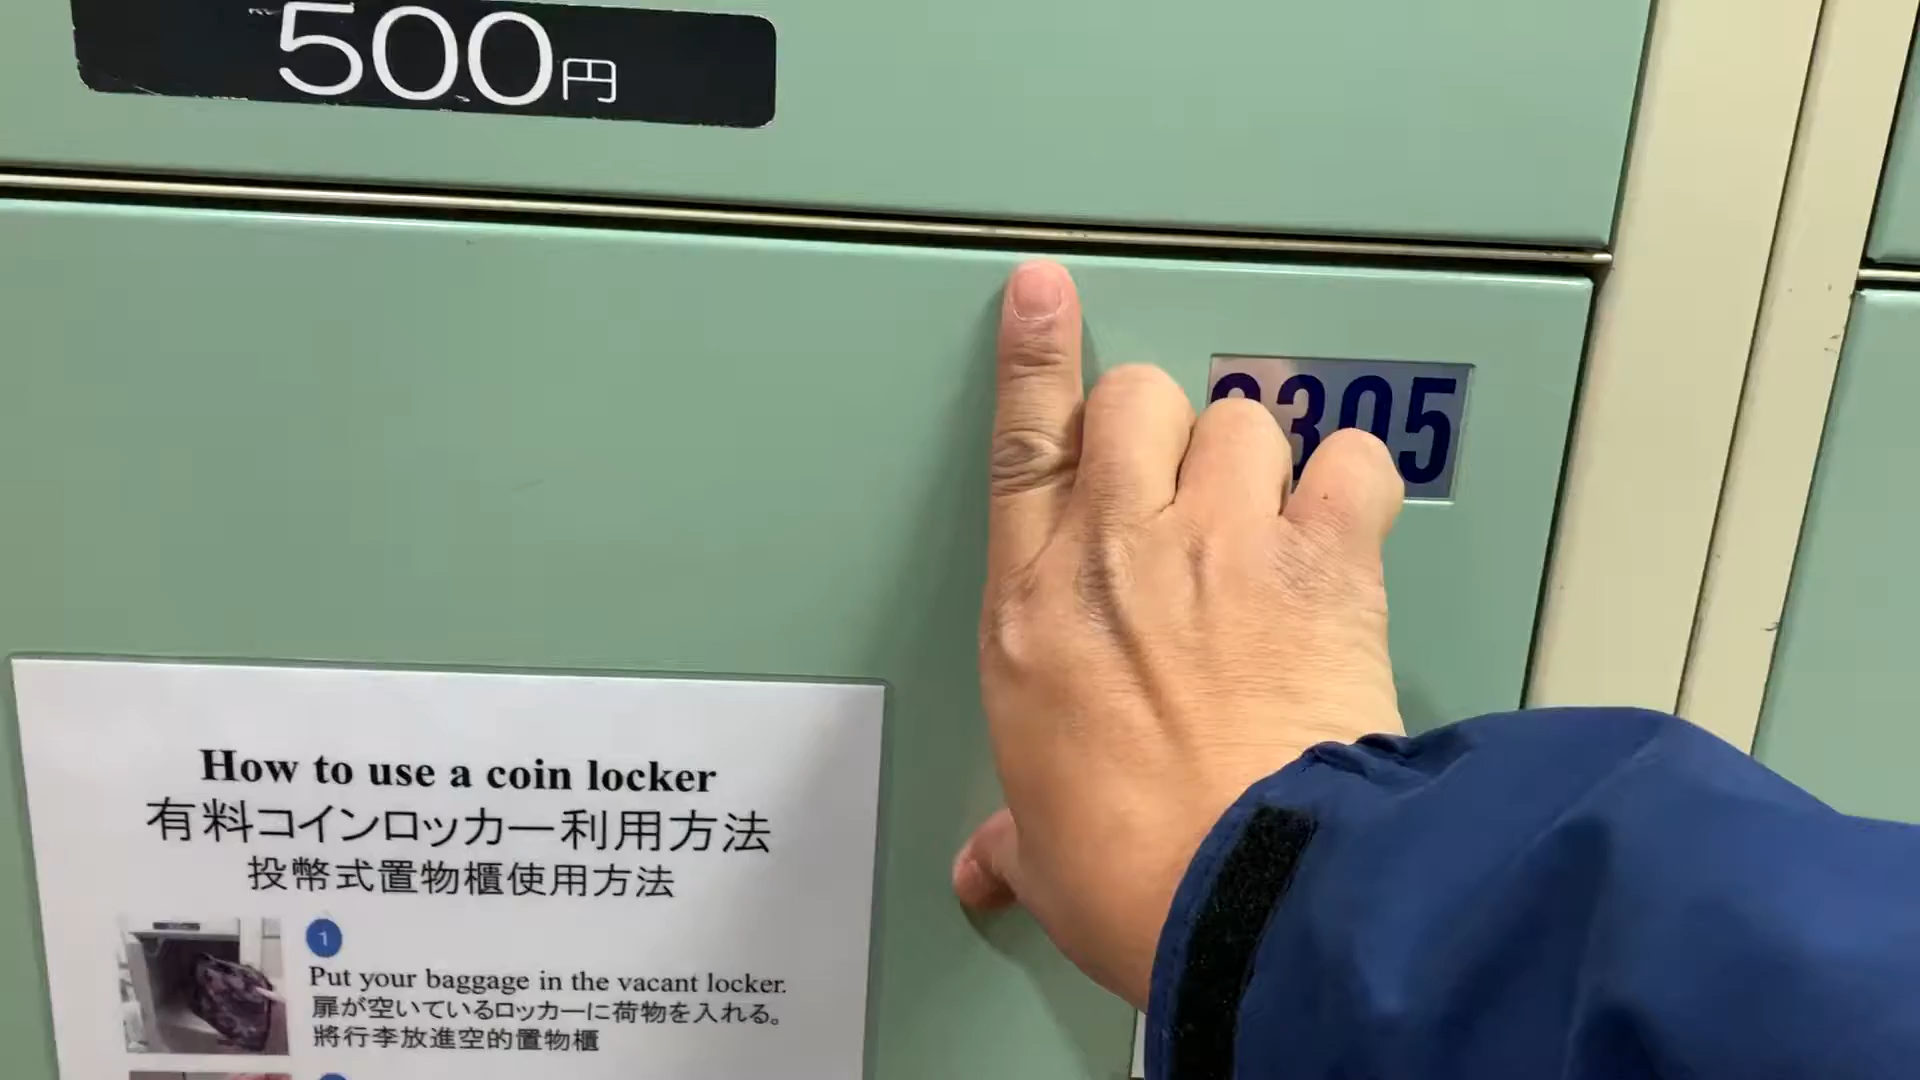 500円
How to use a coin locker
有料コインロッカー利用方法
投幣式置物櫃使用方法
1
Put your baggage in the vacant locker.
扉が空いているロッカーに荷物を入れる。
將行李放進空的置物櫃